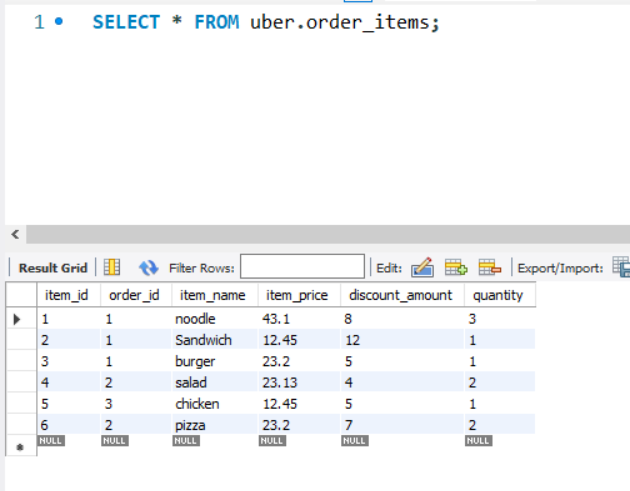 1 SELECT * FROM uber.order_items;
Result Grid Filter Rows: Edit: Export/Import:
item_id order_id item_name item_price discount_amount quantity
1 1 noodle 43.1 8 3
2 1 Sandwich 12.45 12 1
3 1 burger 23.2 5 1
4 2 salad 23.13 4 2
5 3 chicken 12.45 5 1
6 2 pizza 23.2 7 2
NULL NULL NULL NULL NULL NULL